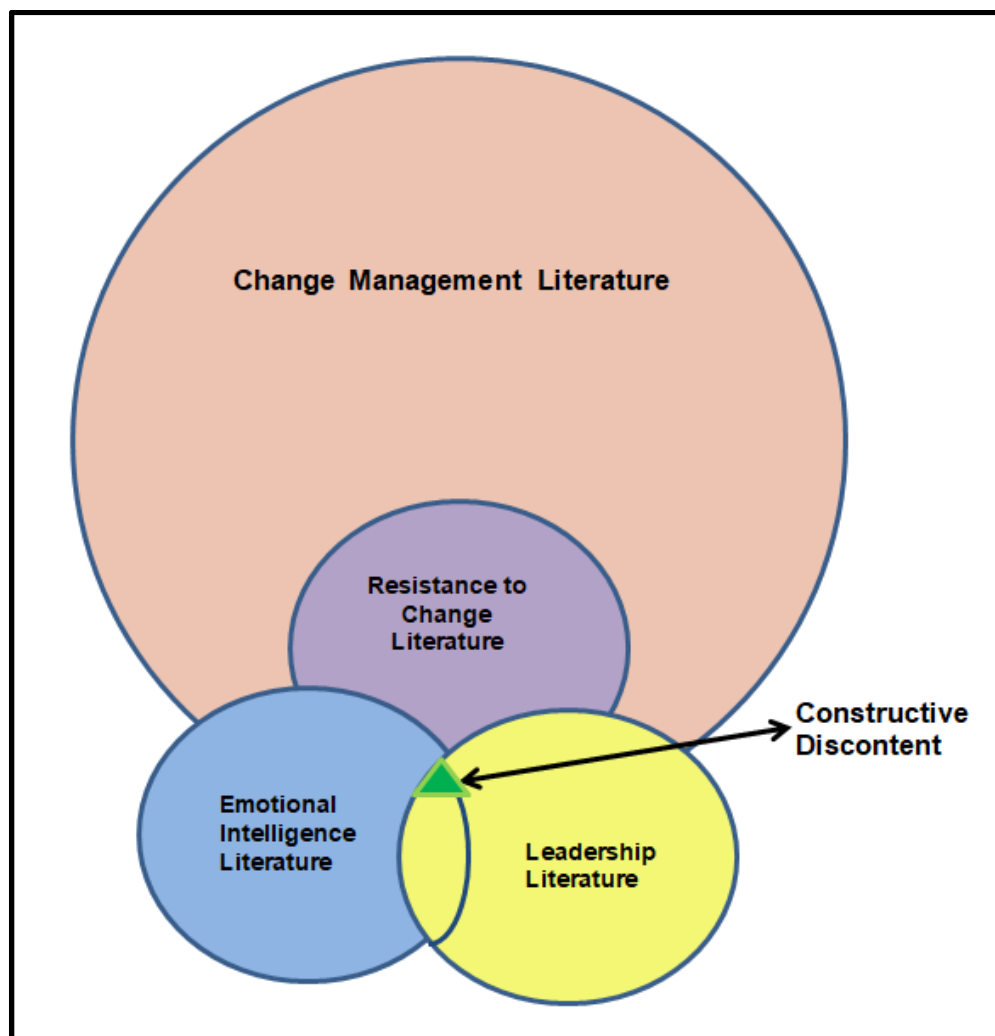 Change Management Literature
Resistance to
Change
Literature
Constructive
Discontent
Emotional
Intelligence
Literature
Leadership
Literature